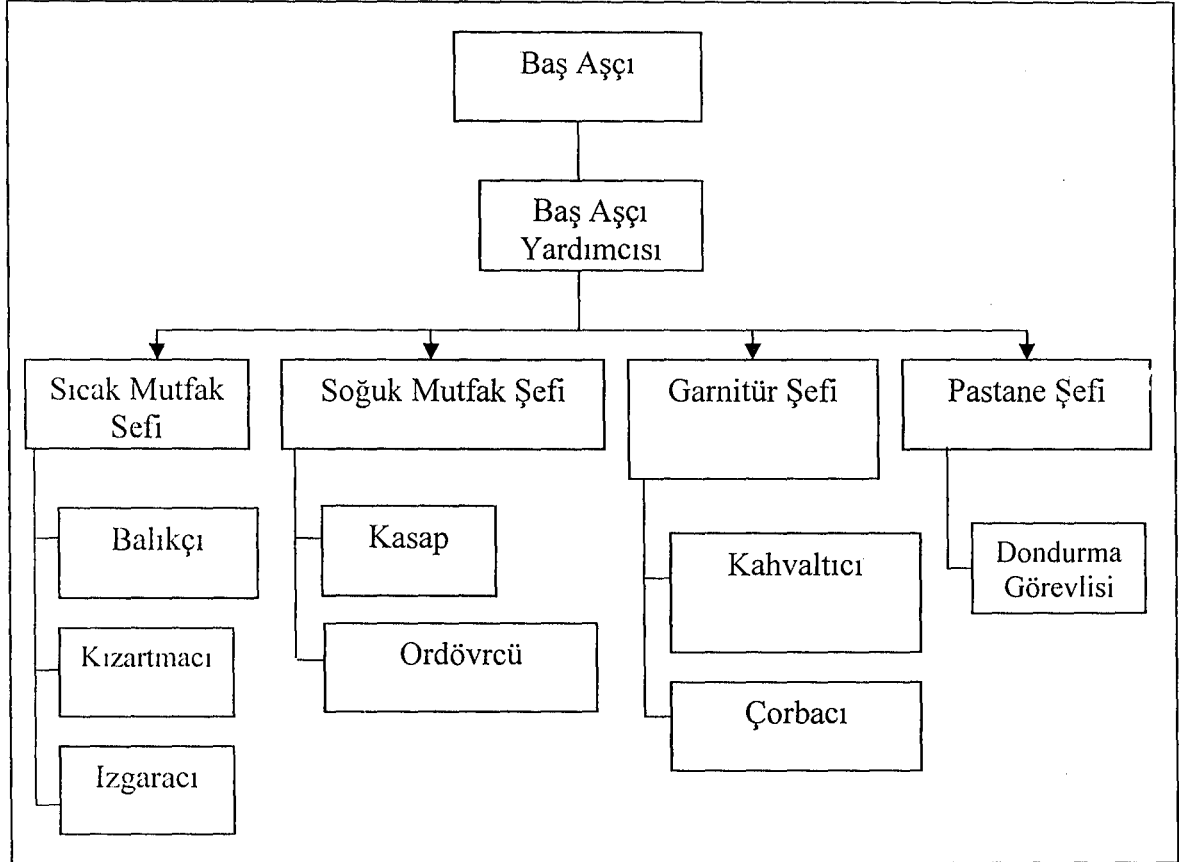 Baş Aşçı
Baş Aşçı
Yardımcısı
Sıcak Mutfak
Sefi
Soğuk Mutfak Şefi
Garnitür Şefi
Pastane Şefi
Balıkçı
Kızartmacı
Izgaracı
Kasap
Ordövrcü
Kahvaltıcı
Çorbacı
Dondurma
Görevlisi